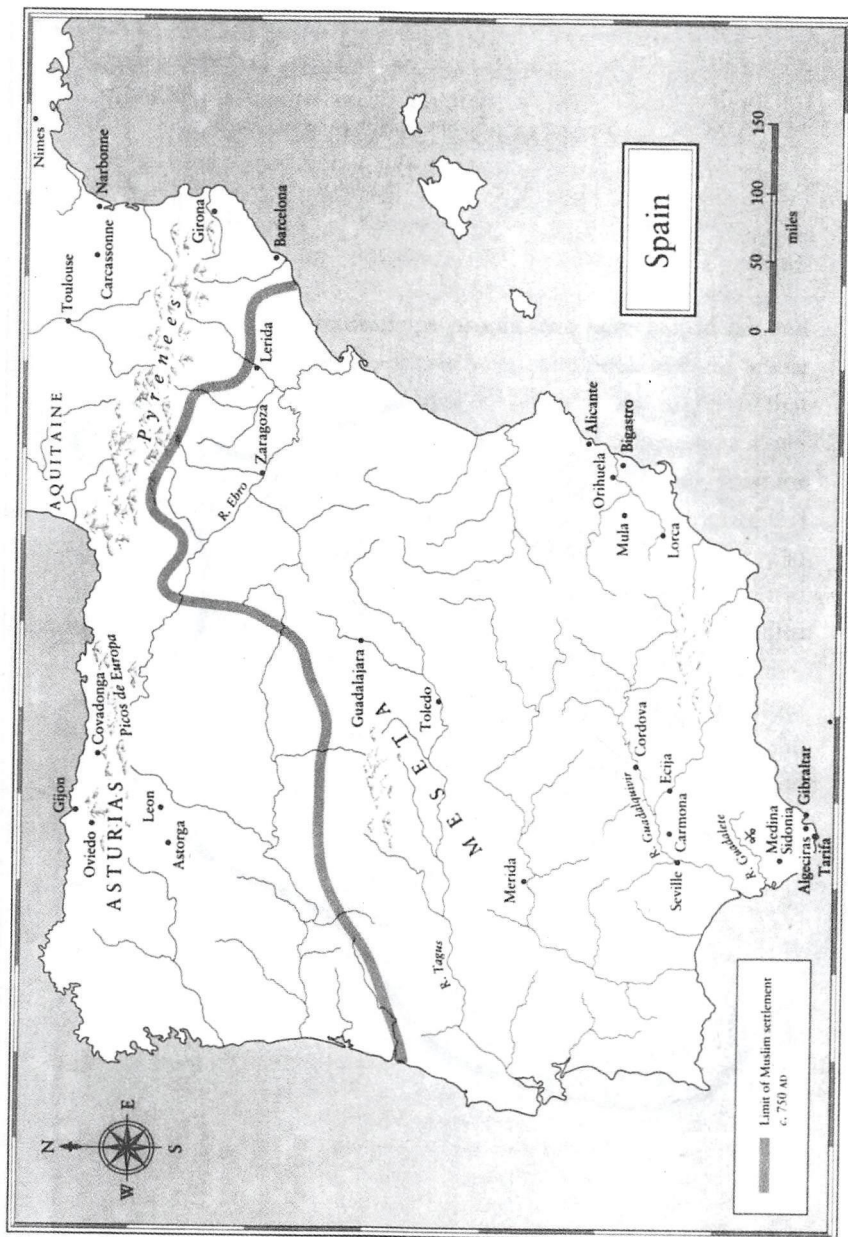 Spain
0 50 100 150
miles
N
W E
S
Limit of Muslim settlement
c. 750 AD
Nimes
Narbonne
Carcassonne
Toulouse
AQUITAINE
Pyrenees
Girona
Barcelona
Lerida
Zaragoza
R. Ebro
Gijon
Covadonga
Picos de Europa
Oviedo
ASTURIAS
Leon
Astorga
Guadalajara
Toledo
MESETA
R. Tagus
Merida
Alicante
Bigastro
Orihuela
Mula
Lorca
Cordova
R. Guadalquivir
Ecija
Carmona
Seville
R. Guadalete
Medina
Sidonia
Gibraltar
Algeciras
Tarifa